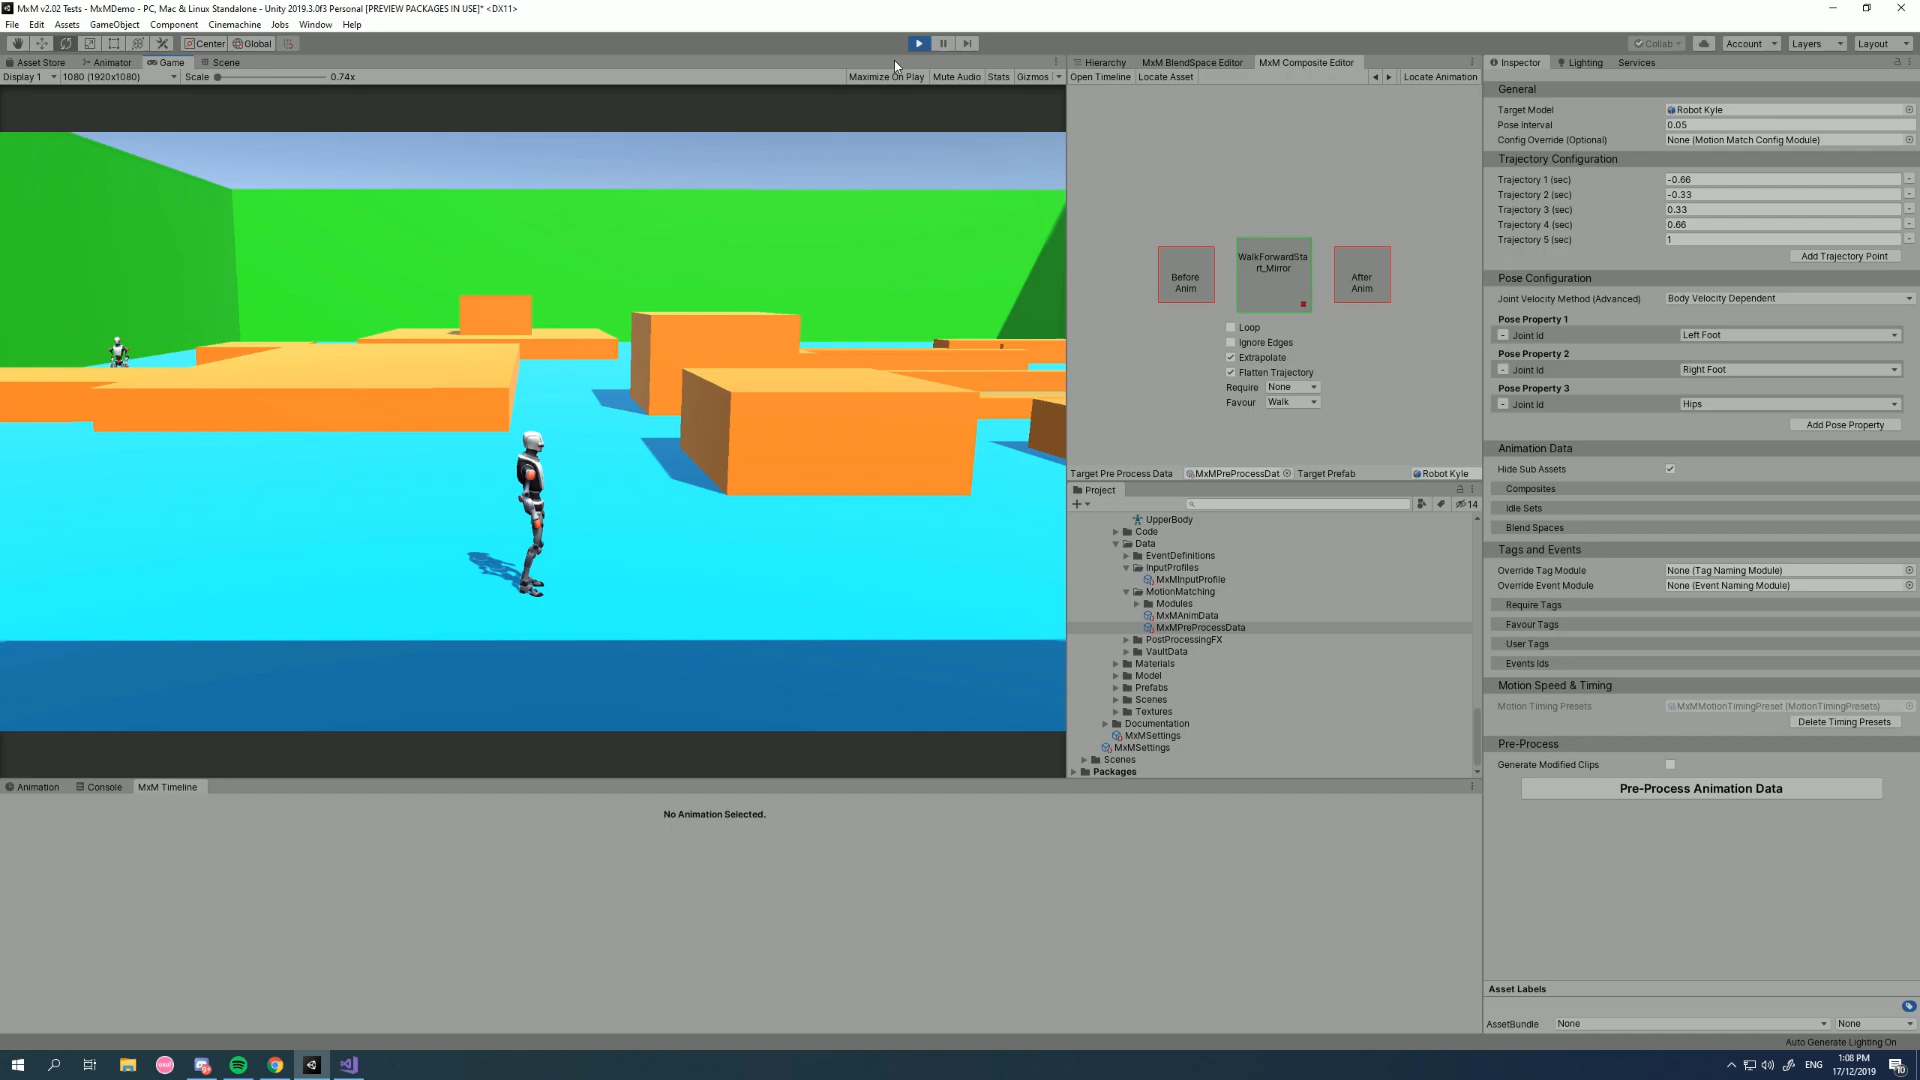 MxM v2.02 Tests - MxMDemo - PC, Mac & Linux Standalone - Unity 2019.3.0f3 Personal [PREVIEW PACKAGES IN USE]* <DX11>
File Edit Assets GameObject Component Cinemachine Jobs Window Help
Center Global Collab Account Layers Layout
Asset Store Animator Game Scene
Display 1 1080 (1920x1080) Scale 0.74x Maximize On Play Mute Audio Stats Gizmos
Hierarchy MxM BlendSpace Editor MxM Composite Editor
Open Timeline Locate Asset Locate Animation
Before
Anim
WalkForwardSta
rt_Mirror
After
Anim
Loop
Ignore Edges
Extrapolate
Flatten Trajectory
Require None
Favour Walk
Target Pre Process Data MxMPreProcessDat Target Prefab Robot Kyle
Project
14
UpperBody
Code
Data
EventDefinitions
InputProfiles
MxMInputProfile
MotionMatching
Modules
MxMAnimData
MxMPreProcessData
PostProcessingFX
VaultData
Materials
Model
Prefabs
Scenes
Textures
Documentation
MxMSettings
MxMSettings
Scenes
Packages
Inspector Lighting Services
General
Target Model Robot Kyle
Pose Interval 0.05
Config Override (Optional) None (Motion Match Config Module)
Trajectory Configuration
Trajectory 1 (sec) -0.66
Trajectory 2 (sec) -0.33
Trajectory 3 (sec) 0.33
Trajectory 4 (sec) 0.66
Trajectory 5 (sec) 1
Add Trajectory Point
Pose Configuration
Joint Velocity Method (Advanced) Body Velocity Dependent
Pose Property 1
- Joint Id Left Foot
Pose Property 2
- Joint Id Right Foot
Pose Property 3
- Joint Id Hips
Add Pose Property
Animation Data
Hide Sub Assets
Composites
Idle Sets
Blend Spaces
Tags and Events
Override Tag Module None (Tag Naming Module)
Override Event Module None (Event Naming Module)
Require Tags
Favour Tags
User Tags
Events Ids
Motion Speed & Timing
Motion Timing Presets MxMMotionTimingPreset (MotionTimingPresets)
Delete Timing Presets
Pre-Process
Generate Modified Clips
Pre-Process Animation Data
Asset Labels
AssetBundle None None
Auto Generate Lighting On
Animation Console MxM Timeline
No Animation Selected.
ENG 1:08 PM
17/12/2019
10